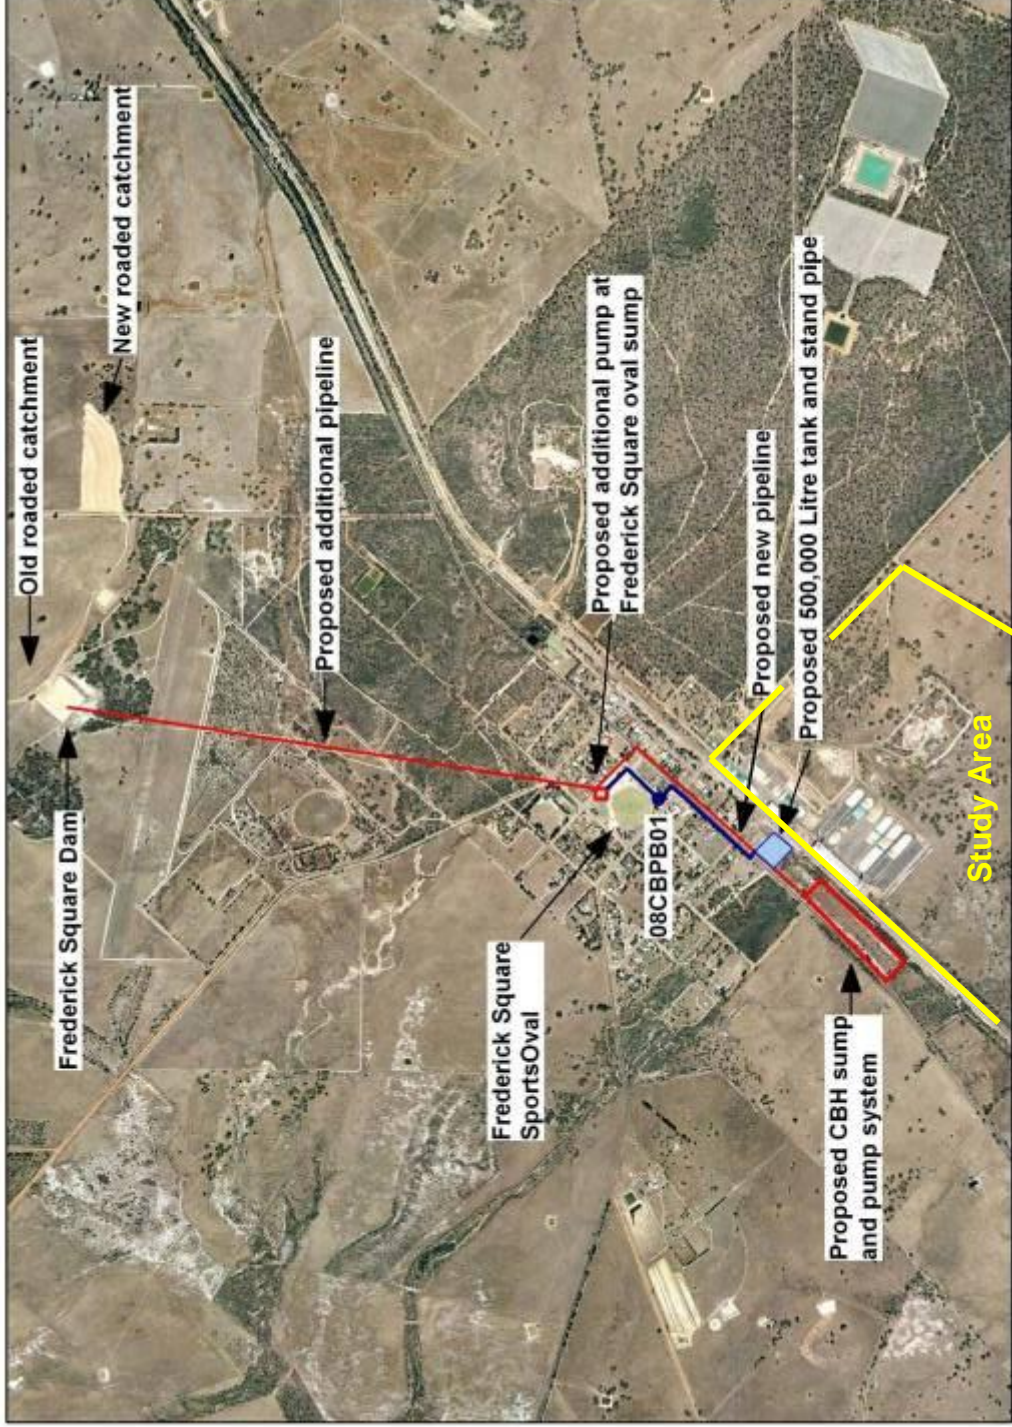 Old roaded catchment
New roaded catchment
Frederick Square Dam
Proposed additional pipeline
Proposed additional pump at
Frederick Square oval sump
Frederick Square
SportsOval
08CBPB01
Proposed new pipeline
Proposed 500,000 Litre tank and stand pipe
Proposed CBH sump
and pump system
Study Area